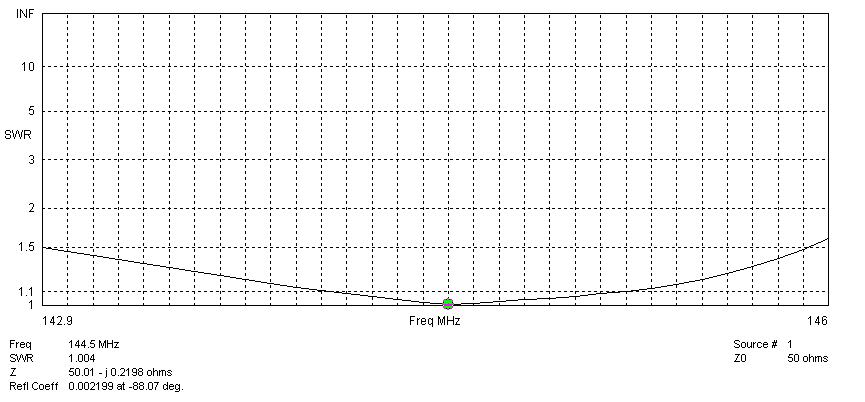 INF
10
5
SWR
3
2
1.5
1.1
1
142.9 Freq MHz 146
Freq 144.5 MHz Source # 1
SWR 1.004 Z0 50 ohms
Z 50.01 - j 0.2198 ohms
Refl Coeff 0.002199 at -88.07 deg.